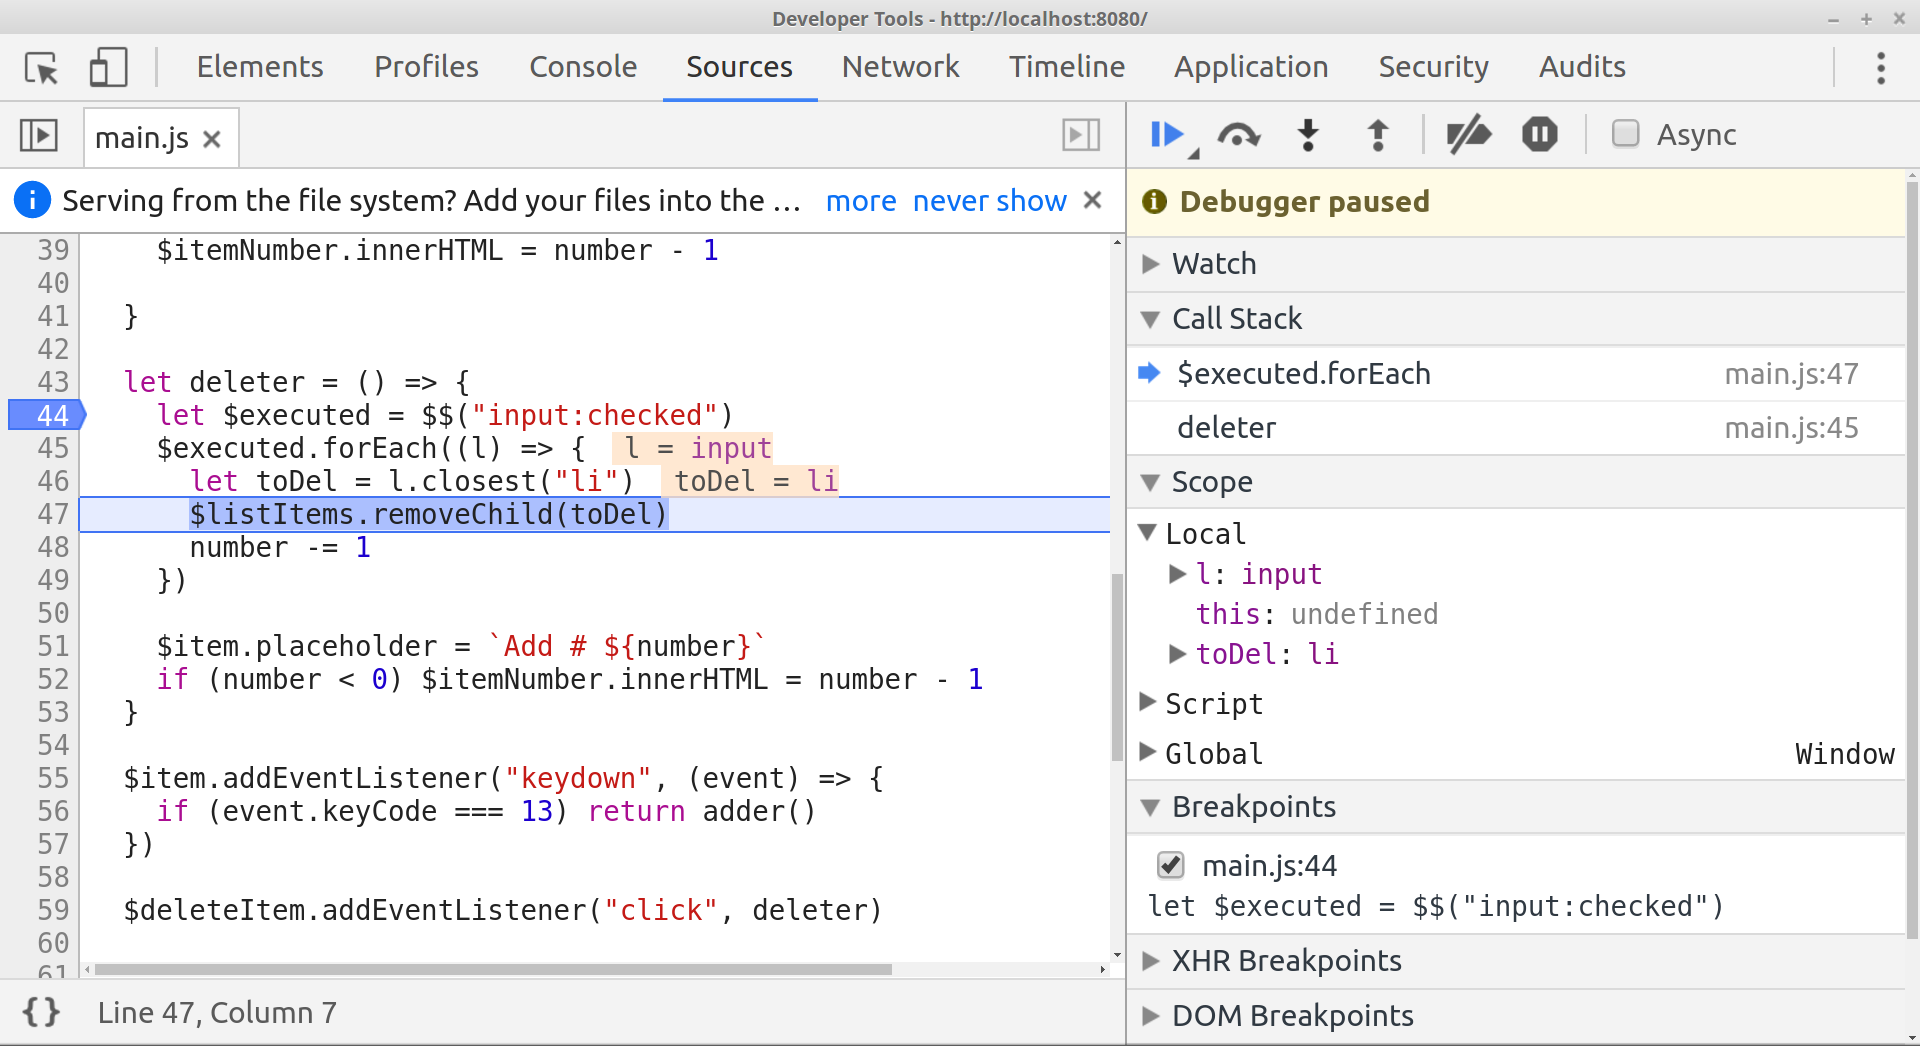 Developer Tools - http://localhost:8080/
Elements Profiles Console Sources Network Timeline Application Security Audits
main.js
Async
Serving from the file system? Add your files into the … more never show
39 $itemNumber.innerHTML = number - 1
40
41 }
42
43 let deleter = () => {
44 let $executed = $$("input:checked")
45 $executed.forEach((l) => { l = input
46 let toDel = l.closest("li") toDel = li
47 $listItems.removeChild(toDel)
48 number -= 1
49 })
50
51 $item.placeholder = `Add # ${number}`
52 if (number < 0) $itemNumber.innerHTML = number - 1
53 }
54
55 $item.addEventListener("keydown", (event) => {
56 if (event.keyCode === 13) return adder()
57 })
58
59 $deleteItem.addEventListener("click", deleter)
60
61
{} Line 47, Column 7
Debugger paused
Watch
Call Stack
$executed.forEach main.js:47
deleter main.js:45
Scope
Local
l: input
this: undefined
toDel: li
Script
Global Window
Breakpoints
main.js:44
let $executed = $$("input:checked")
XHR Breakpoints
DOM Breakpoints